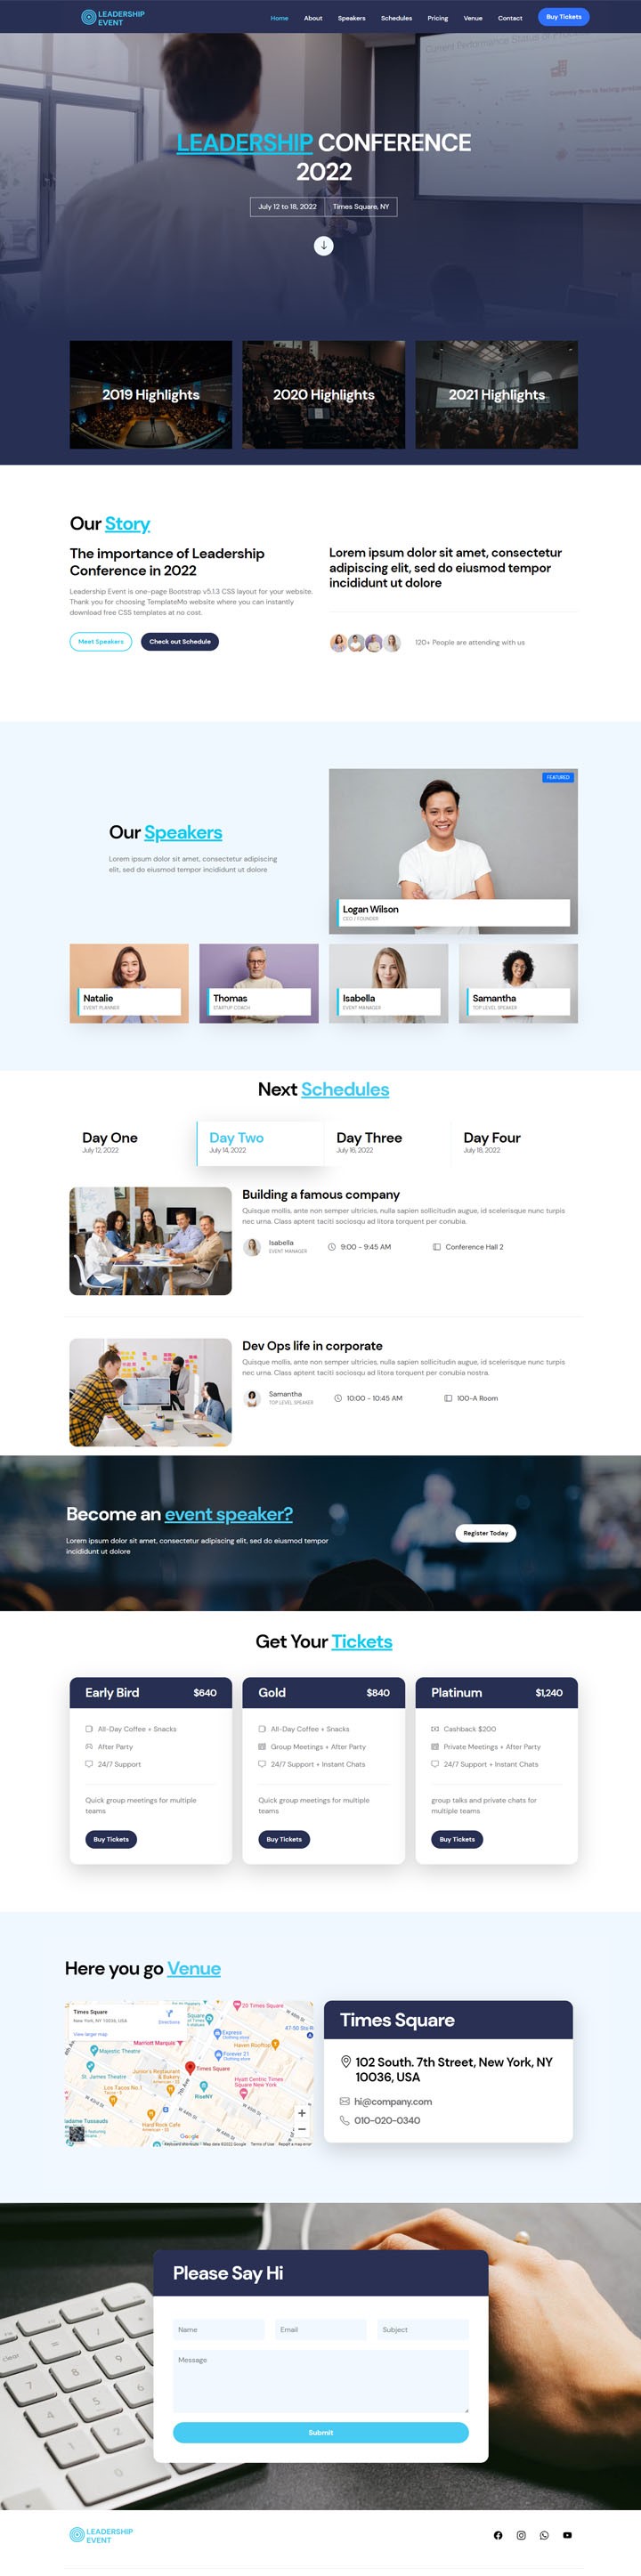 LEADERSHIP
EVENT
Home About Speakers Schedules Pricing Venue Contact Buy Tickets
LEADERSHIP CONFERENCE
2022
July 12 to 18, 2022 Times Square, NY
2019 Highlights 2020 Highlights 2021 Highlights
Our Story
The importance of Leadership
Conference in 2022
Leadership Event is one-page Bootstrap v5.1.3 CSS layout for your website.
Thank you for choosing TemplateMo website where you can instantly
download free CSS templates at no cost.
Meet Speakers Check out Schedule
Lorem ipsum dolor sit amet, consectetur
adipiscing elit, sed do eiusmod tempor
incididunt ut dolore
120+ People are attending with us
Our Speakers
Lorem ipsum dolor sit amet, consectetur adipiscing
elit, sed do eiusmod tempor incididunt ut dolore
FEATURED
Logan Wilson
CEO / FOUNDER
Natalie
EVENT PLANNER
Thomas
STARTUP COACH
Isabella
EVENT MANAGER
Samantha
TOP LEVEL SPEAKER
Next Schedules
Day One
July 12, 2022
Day Two
July 14, 2022
Day Three
July 16, 2022
Day Four
July 18, 2022
Building a famous company
Quisque mollis, ante non semper ultricies, nulla sapien sollicitudin augue, id scelerisque nunc turpis
nec urna. Class aptent taciti sociosqu ad litora torquent per conubia.
Isabella
EVENT MANAGER
9:00 - 9:45 AM
Conference Hall 2
Dev Ops life in corporate
Quisque mollis, ante non semper ultricies, nulla sapien sollicitudin augue, id scelerisque nunc turpis
nec urna. Class aptent taciti sociosqu ad litora torquent per conubia nostra.
Samantha
TOP LEVEL SPEAKER
10:00 - 10:45 AM
100-A Room
Become an event speaker?
Lorem ipsum dolor sit amet, consectetur adipiscing elit, sed do eiusmod tempor
incididunt ut dolore
Register Today
Get Your Tickets
Early Bird $640
All-Day Coffee + Snacks
After Party
24/7 Support
Quick group meetings for multiple
teams
Buy Tickets
Gold $840
All-Day Coffee + Snacks
Group Meetings + After Party
24/7 Support + Instant Chats
Quick group meetings for multiple
teams
Buy Tickets
Platinum $1,240
Cashback $200
Private Meetings + After Party
24/7 Support + Instant Chats
group talks and private chats for
multiple teams
Buy Tickets
Here you go Venue
Times Square
New York, NY 10036, USA
Directions
View larger map
Marriott Marquis
Majestic Theatre
St. James Theatre
Express
Forever 21
Haven Rooftop
Times Square
RiseNY
Hard Rock Cafe
Google
Times Square
102 South. 7th Street, New York, NY
10036, USA
hi@company.com
010-020-0340
Please Say Hi
Name Email Subject
Message
Submit
LEADERSHIP
EVENT